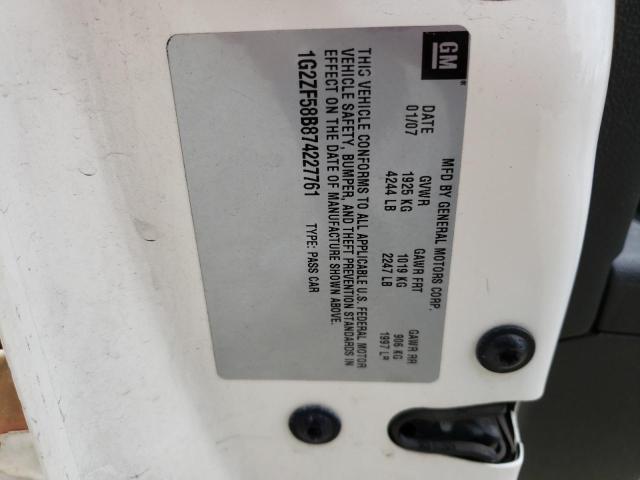 GM
MFD BY GENERAL MOTORS CORP.
DATE GVWR GAWR FRT GAWR RR
01/07 1925 KG 1019 KG 906 KG
4244 LB 2247 LB 1997 LB
THIS VEHICLE CONFORMS TO ALL APPLICABLE U.S. FEDERAL MOTOR
VEHICLE SAFETY, BUMPER, AND THEFT PREVENTION STANDARDS IN
EFFECT ON THE DATE OF MANUFACTURE SHOWN ABOVE.
1G2ZF58B874227761 TYPE: PASS CAR